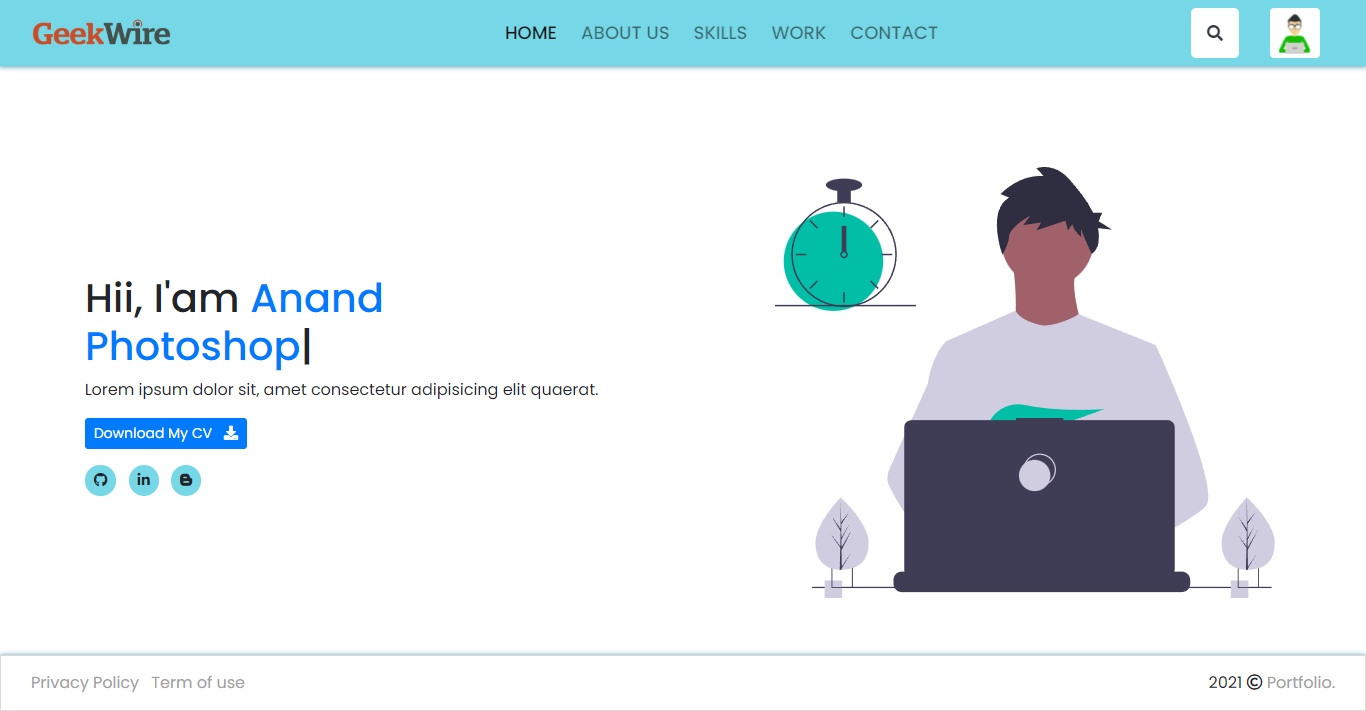 GeekWire
HOME ABOUT US SKILLS WORK CONTACT
Hii, I'am Anand
Photoshop|
Lorem ipsum dolor sit, amet consectetur adipisicing elit quaerat.
Download My CV
in
Privacy Policy Term of use
2021 © Portfolio.